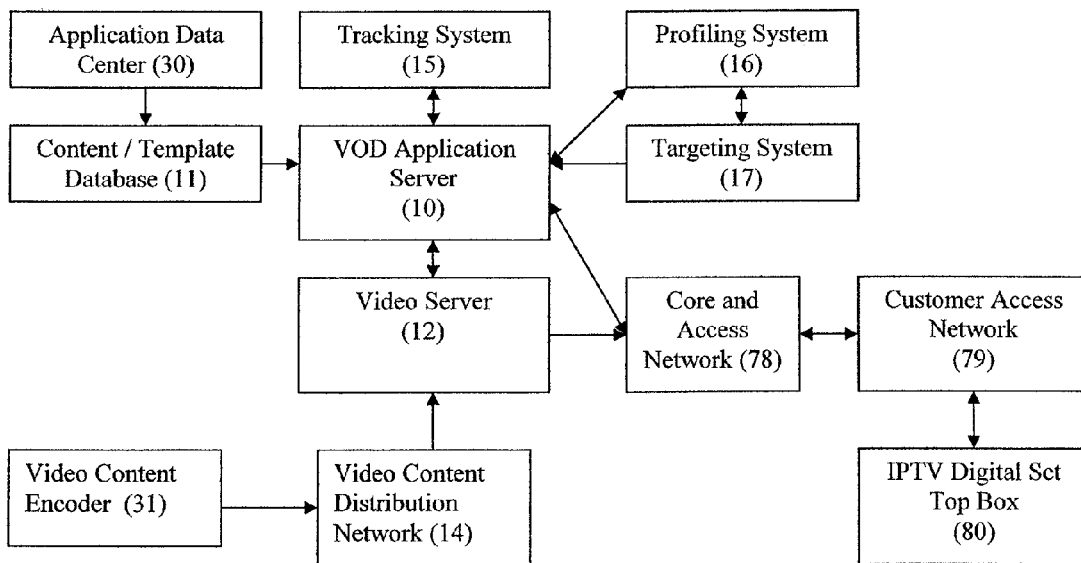 Application Data
Center (30)
Tracking System
(15)
Profiling System
(16)
Content / Template
Database (11)
VOD Application
Server
(10)
Targeting System
(17)
Video Server
(12)
Core and
Access
Network (78)
Customer Access
Network
(79)
Video Content
Encoder (31)
Video Content
Distribution
Network (14)
IPTV Digital Set
Top Box
(80)